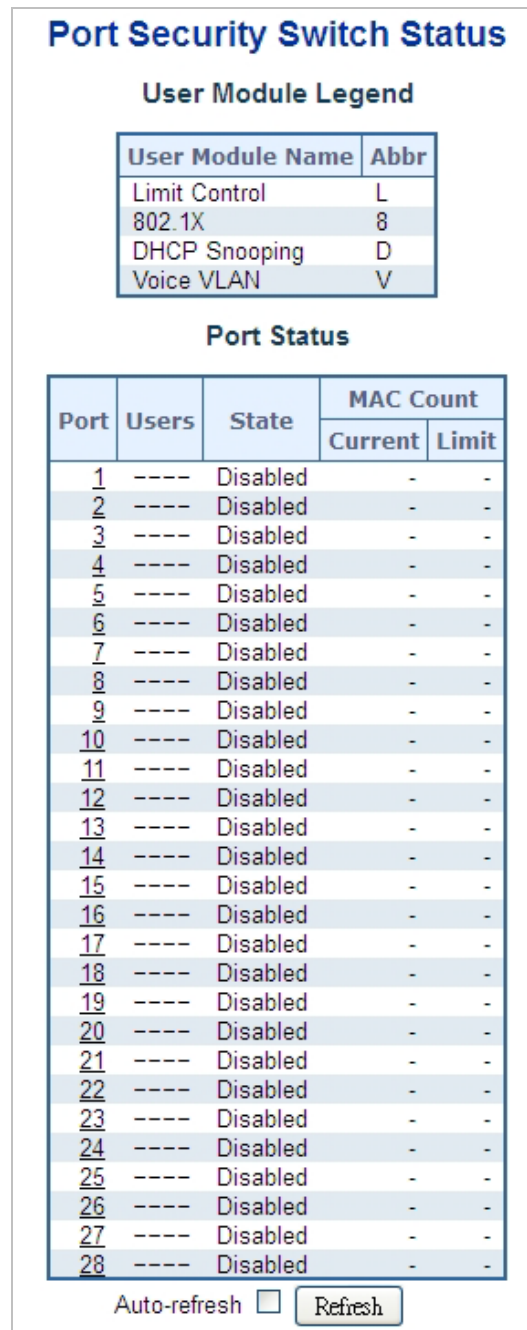 Port Security Switch Status
User Module Legend
User Module Name Abbr
Limit Control L
802.1X 8
DHCP Snooping D
Voice VLAN V
Port Status
Port Users State MAC Count
Current Limit
1 ---- Disabled - -
2 ---- Disabled - -
3 ---- Disabled - -
4 ---- Disabled - -
5 ---- Disabled - -
6 ---- Disabled - -
7 ---- Disabled - -
8 ---- Disabled - -
9 ---- Disabled - -
10 ---- Disabled - -
11 ---- Disabled - -
12 ---- Disabled - -
13 ---- Disabled - -
14 ---- Disabled - -
15 ---- Disabled - -
16 ---- Disabled - -
17 ---- Disabled - -
18 ---- Disabled - -
19 ---- Disabled - -
20 ---- Disabled - -
21 ---- Disabled - -
22 ---- Disabled - -
23 ---- Disabled - -
24 ---- Disabled - -
25 ---- Disabled - -
26 ---- Disabled - -
27 ---- Disabled - -
28 ---- Disabled - -
Auto-refresh Refresh